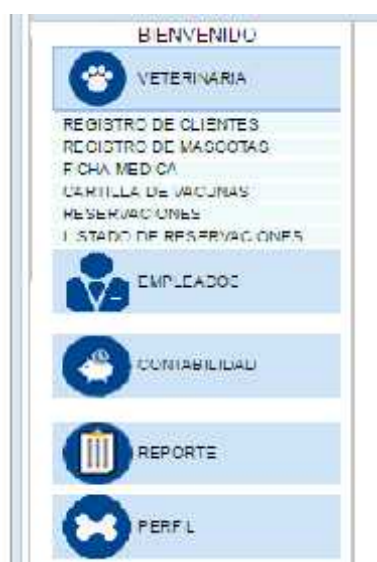 BIENVENIDO
VETERINARIA
REGISTRO DE CLIENTES
REGISTRO DE MASCOTAS
FICHA MEDICA
CARTILLA DE VACUNAS
RESERVACIONES
LISTADO DE RESERVACIONES
EMPLEADOS
CONTABILIDAD
REPORTE
PERFIL